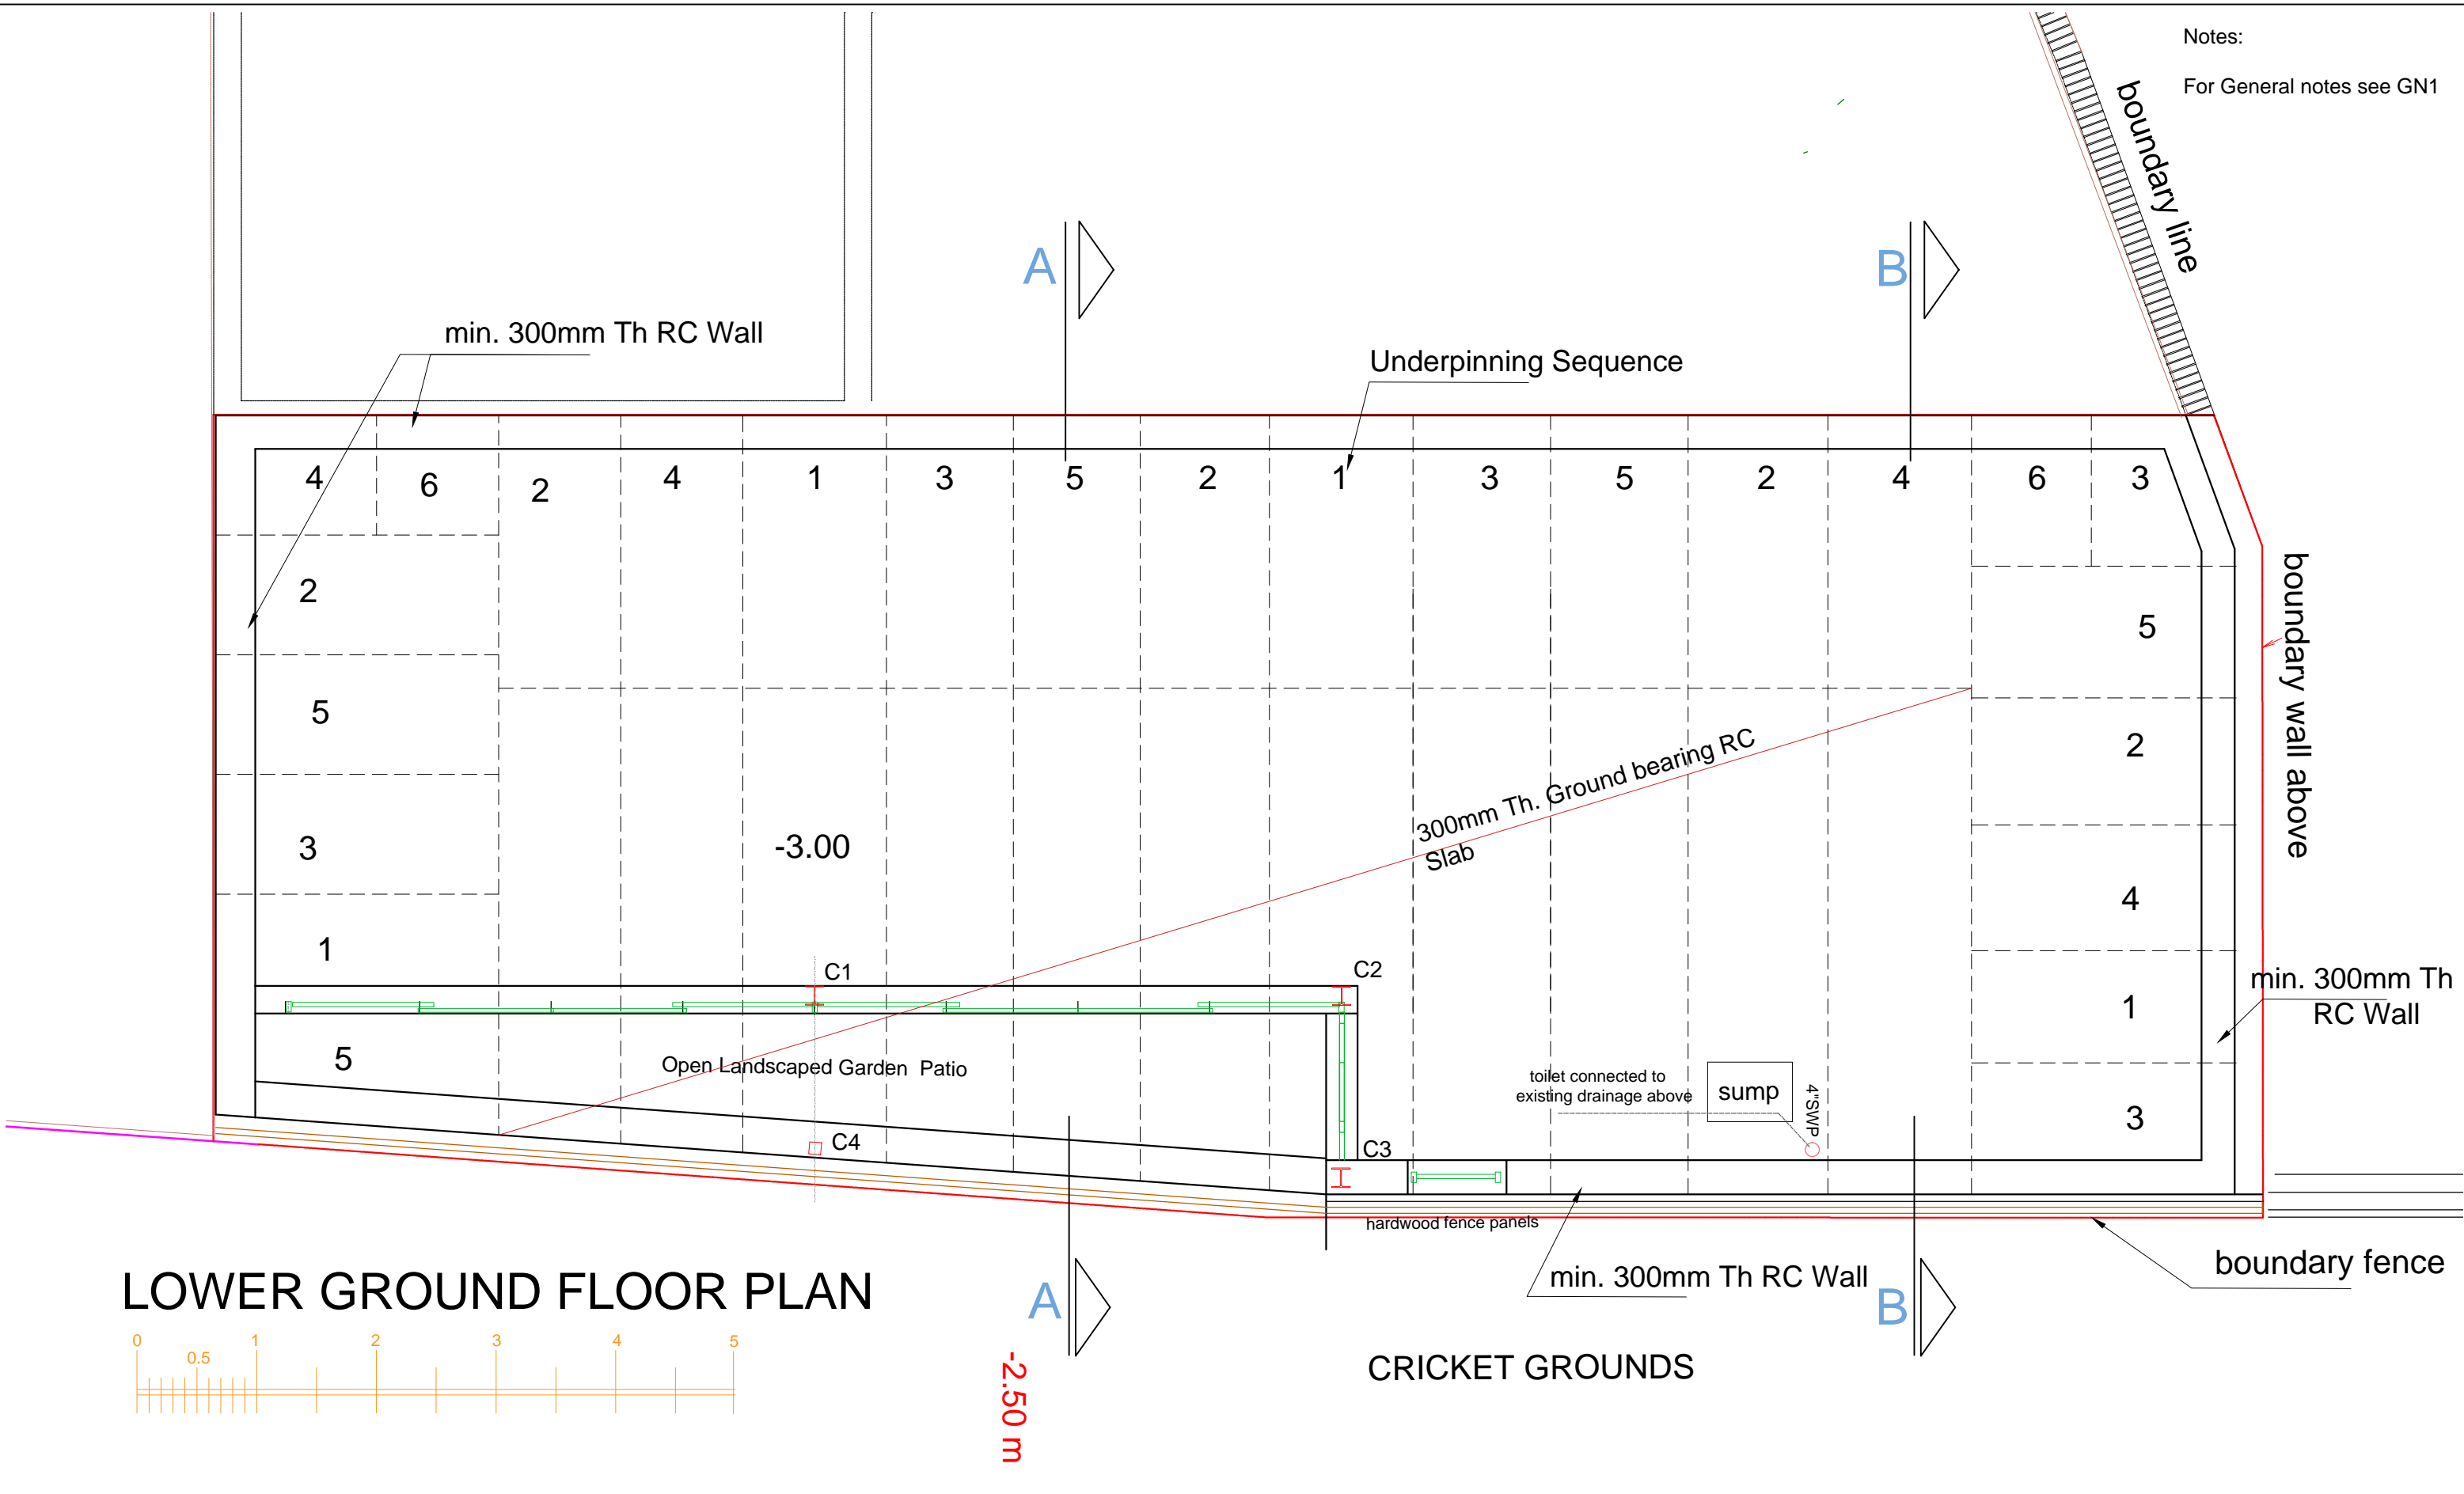 Notes:
For General notes see GN1
boundary line
A
B
min. 300mm Th RC Wall
Underpinning Sequence
4 6 2 4 1 3 5 2 1 3 5 2 4 6 3
2
5
boundary wall above
5
2
300mm Th. Ground bearing RC
Slab
3
-3.00
4
1
C1
C2
min. 300mm Th
RC Wall
1
5
Open Landscaped Garden Patio
toilet connected to
existing drainage above
sump
4"SWP
3
C4
C3
hardwood fence panels
min. 300mm Th RC Wall
boundary fence
LOWER GROUND FLOOR PLAN
A
B
0 0.5 1 2 3 4 5
-2.50 m
CRICKET GROUNDS